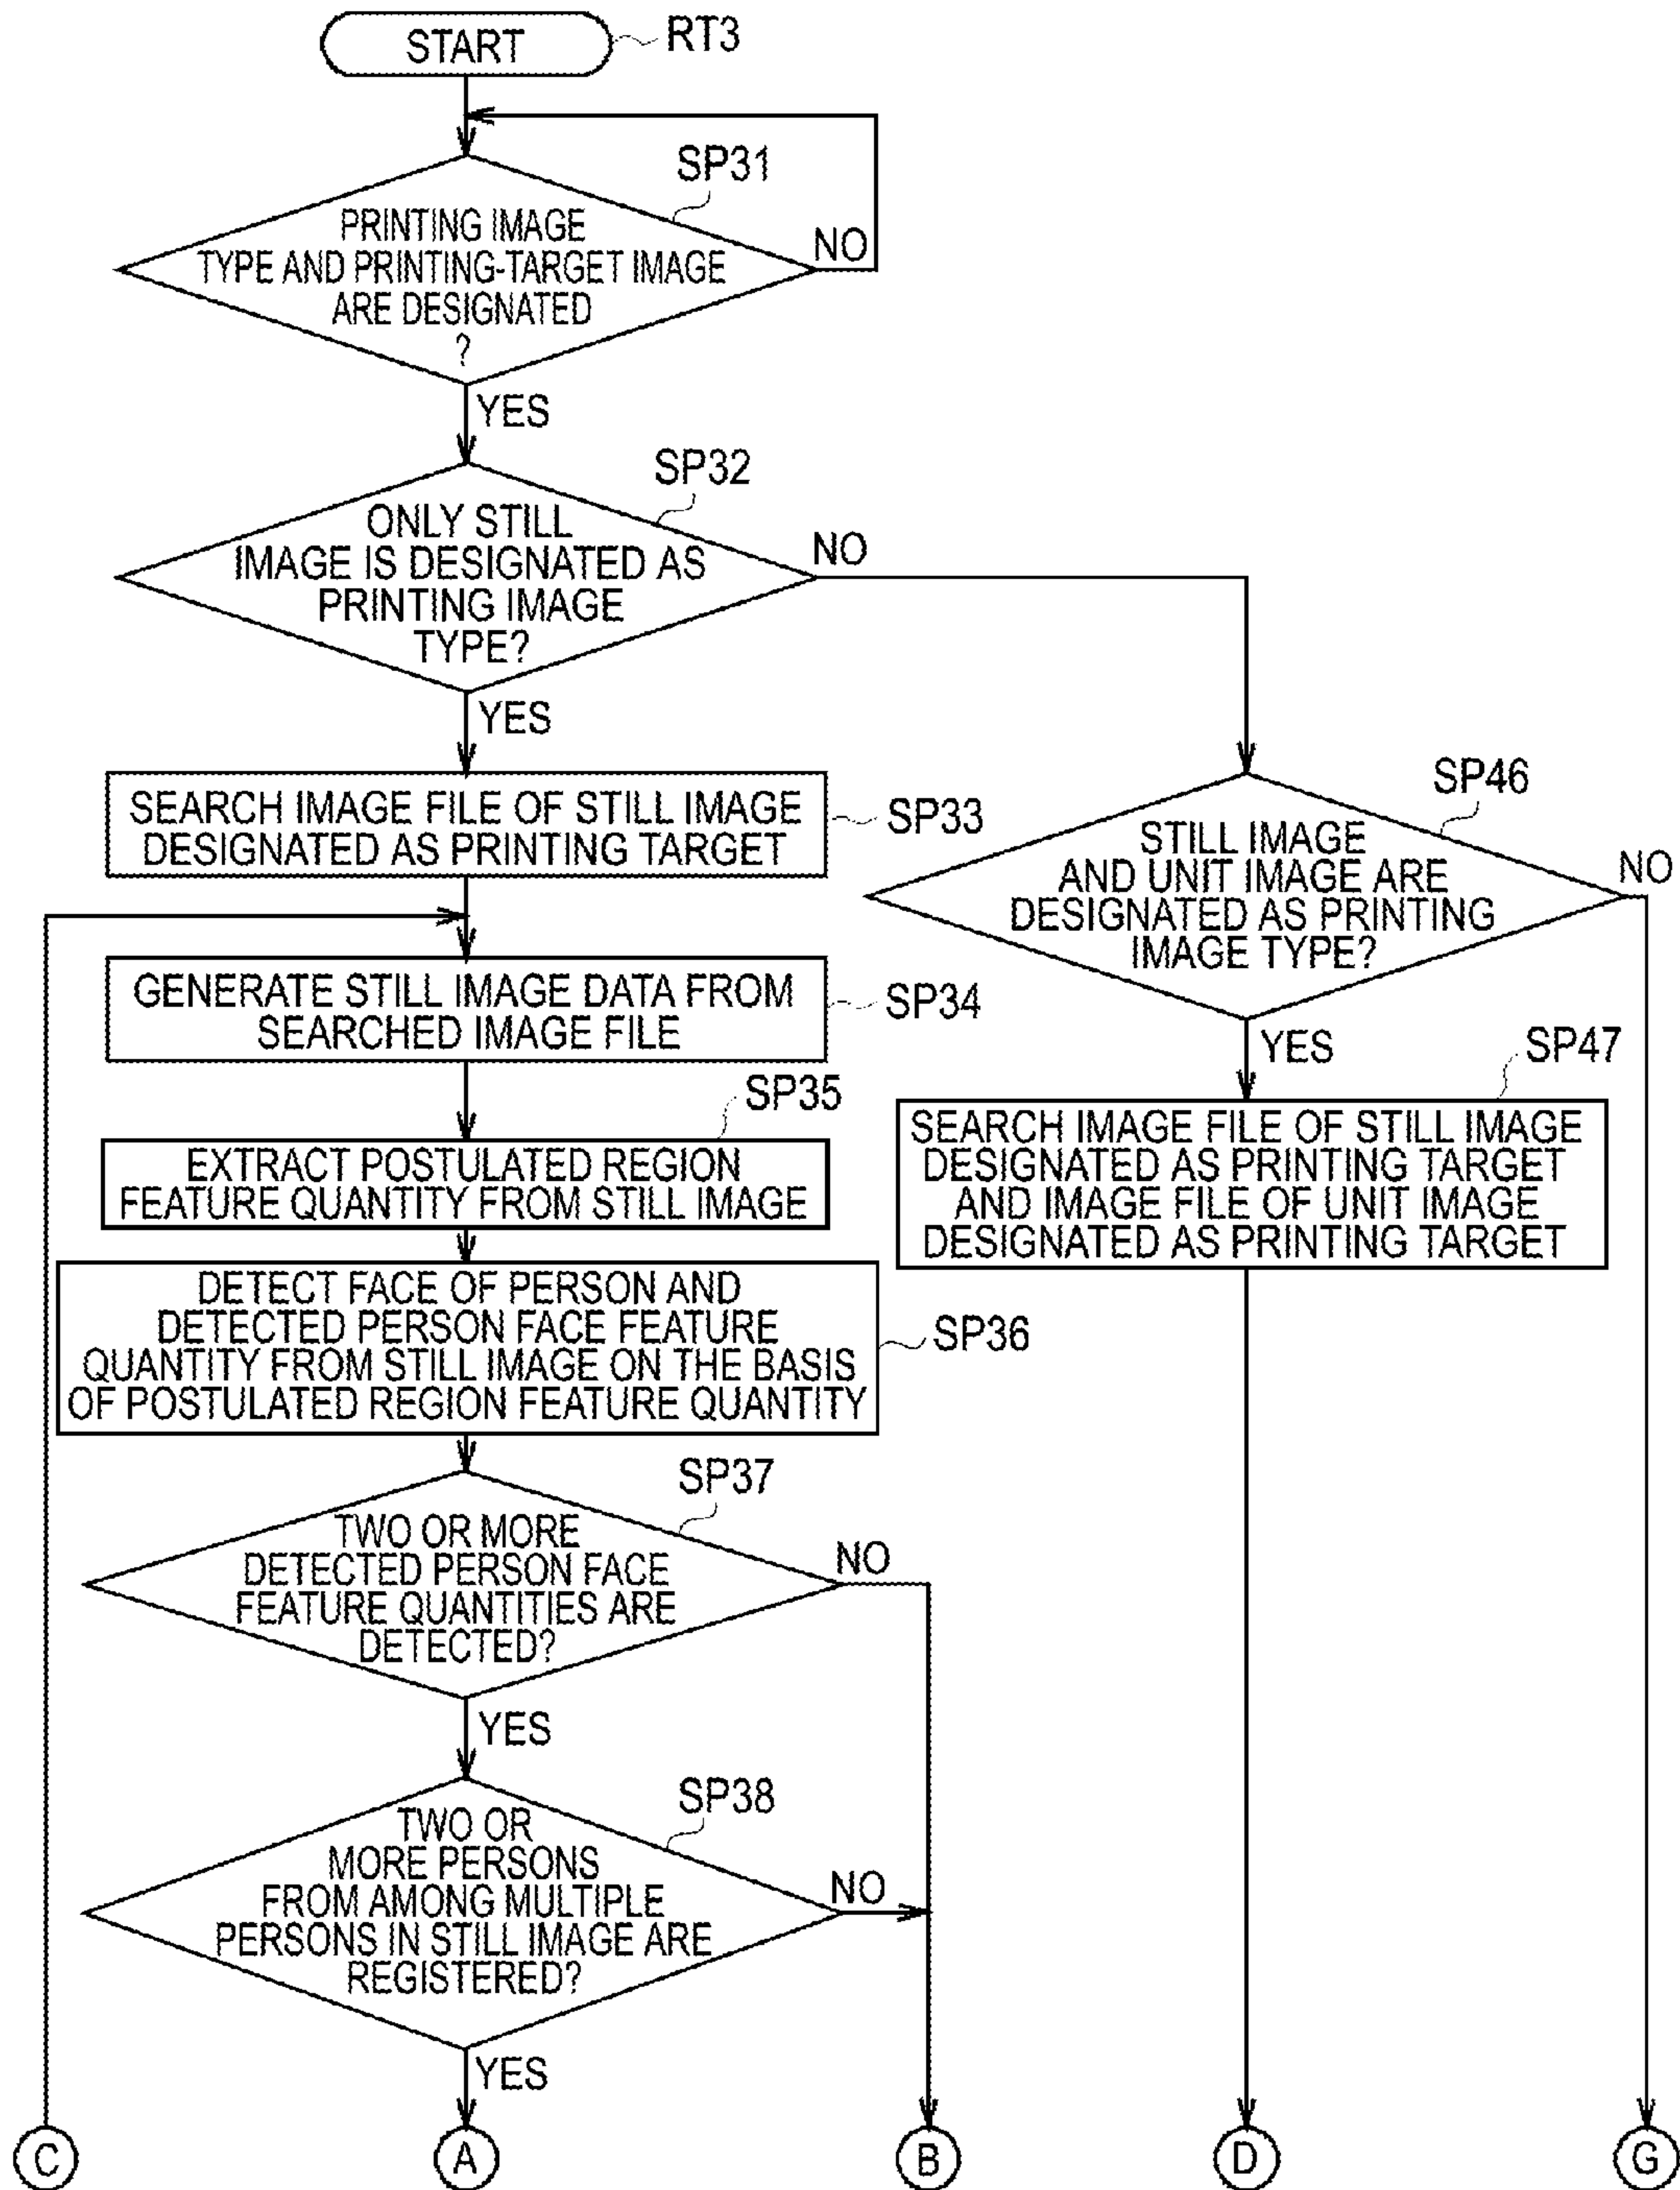 START
RT3
SP31
PRINTING IMAGE
TYPE AND PRINTING-TARGET IMAGE
ARE DESIGNATED
?
NO
YES
SP32
ONLY STILL
IMAGE IS DESIGNATED AS
PRINTING IMAGE
TYPE?
NO
YES
SEARCH IMAGE FILE OF STILL IMAGE
DESIGNATED AS PRINTING TARGET
SP33
GENERATE STILL IMAGE DATA FROM
SEARCHED IMAGE FILE
SP34
SP35
EXTRACT POSTULATED REGION
FEATURE QUANTITY FROM STILL IMAGE
DETECT FACE OF PERSON AND
DETECTED PERSON FACE FEATURE
QUANTITY FROM STILL IMAGE ON THE BASIS
OF POSTULATED REGION FEATURE QUANTITY
SP36
SP37
TWO OR MORE
DETECTED PERSON FACE
FEATURE QUANTITIES ARE
DETECTED?
NO
YES
SP38
TWO OR
MORE PERSONS
FROM AMONG MULTIPLE
PERSONS IN STILL IMAGE ARE
REGISTERED?
NO
YES
SP46
STILL IMAGE
AND UNIT IMAGE ARE
DESIGNATED AS PRINTING
IMAGE TYPE?
NO
YES
SP47
SEARCH IMAGE FILE OF STILL IMAGE
DESIGNATED AS PRINTING TARGET
AND IMAGE FILE OF UNIT IMAGE
DESIGNATED AS PRINTING TARGET
C
A
B
D
G